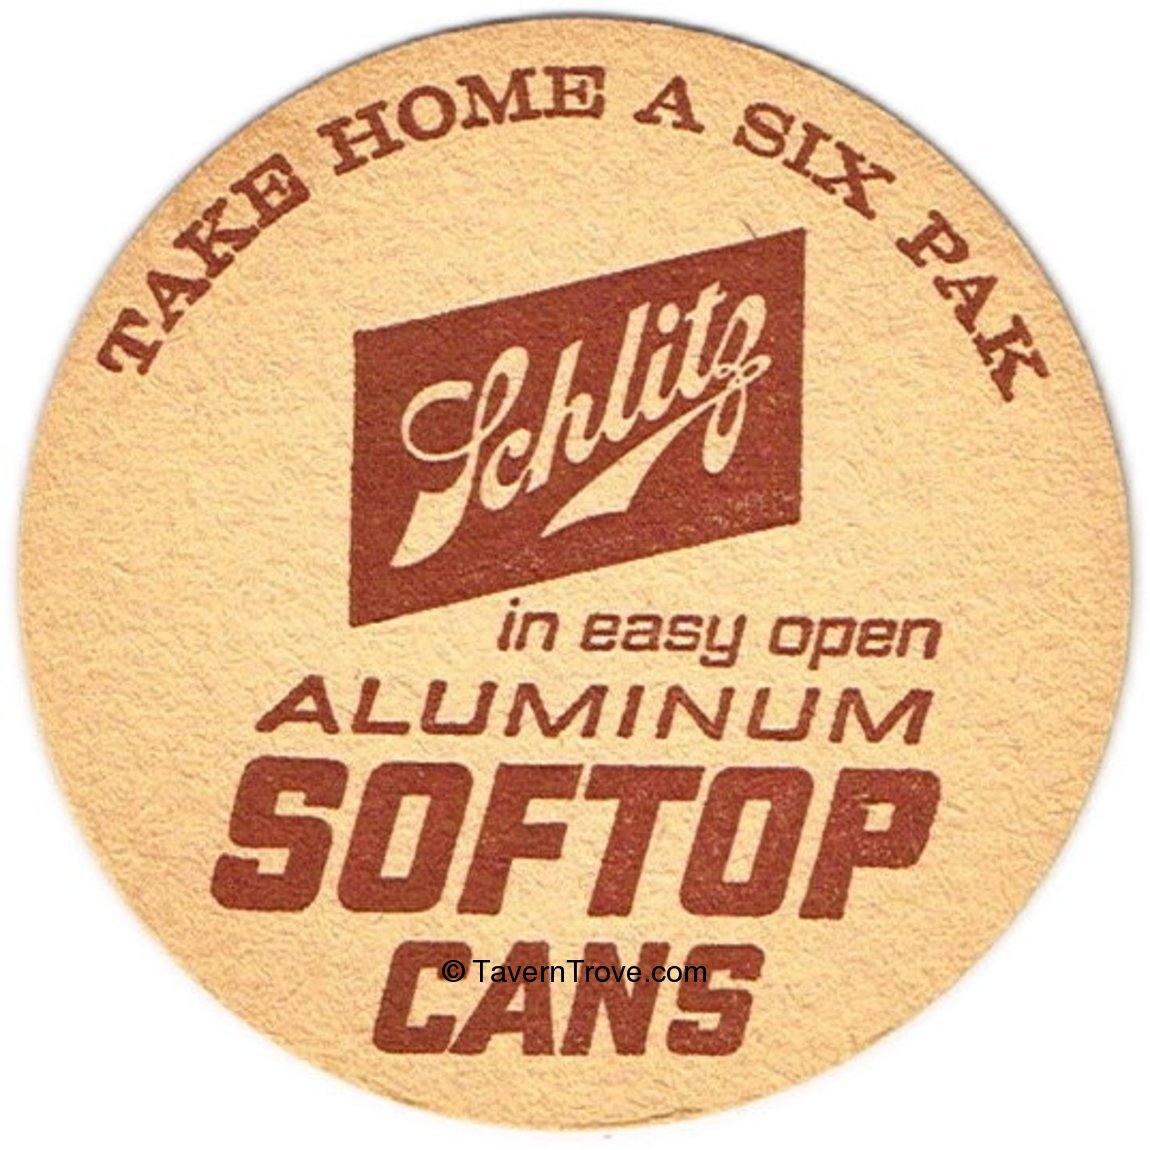 TAKE HOME A SIX PAK
Schlitz
in easy open
ALUMINUM
SOFTOP
CANS
© TavernTrove.com